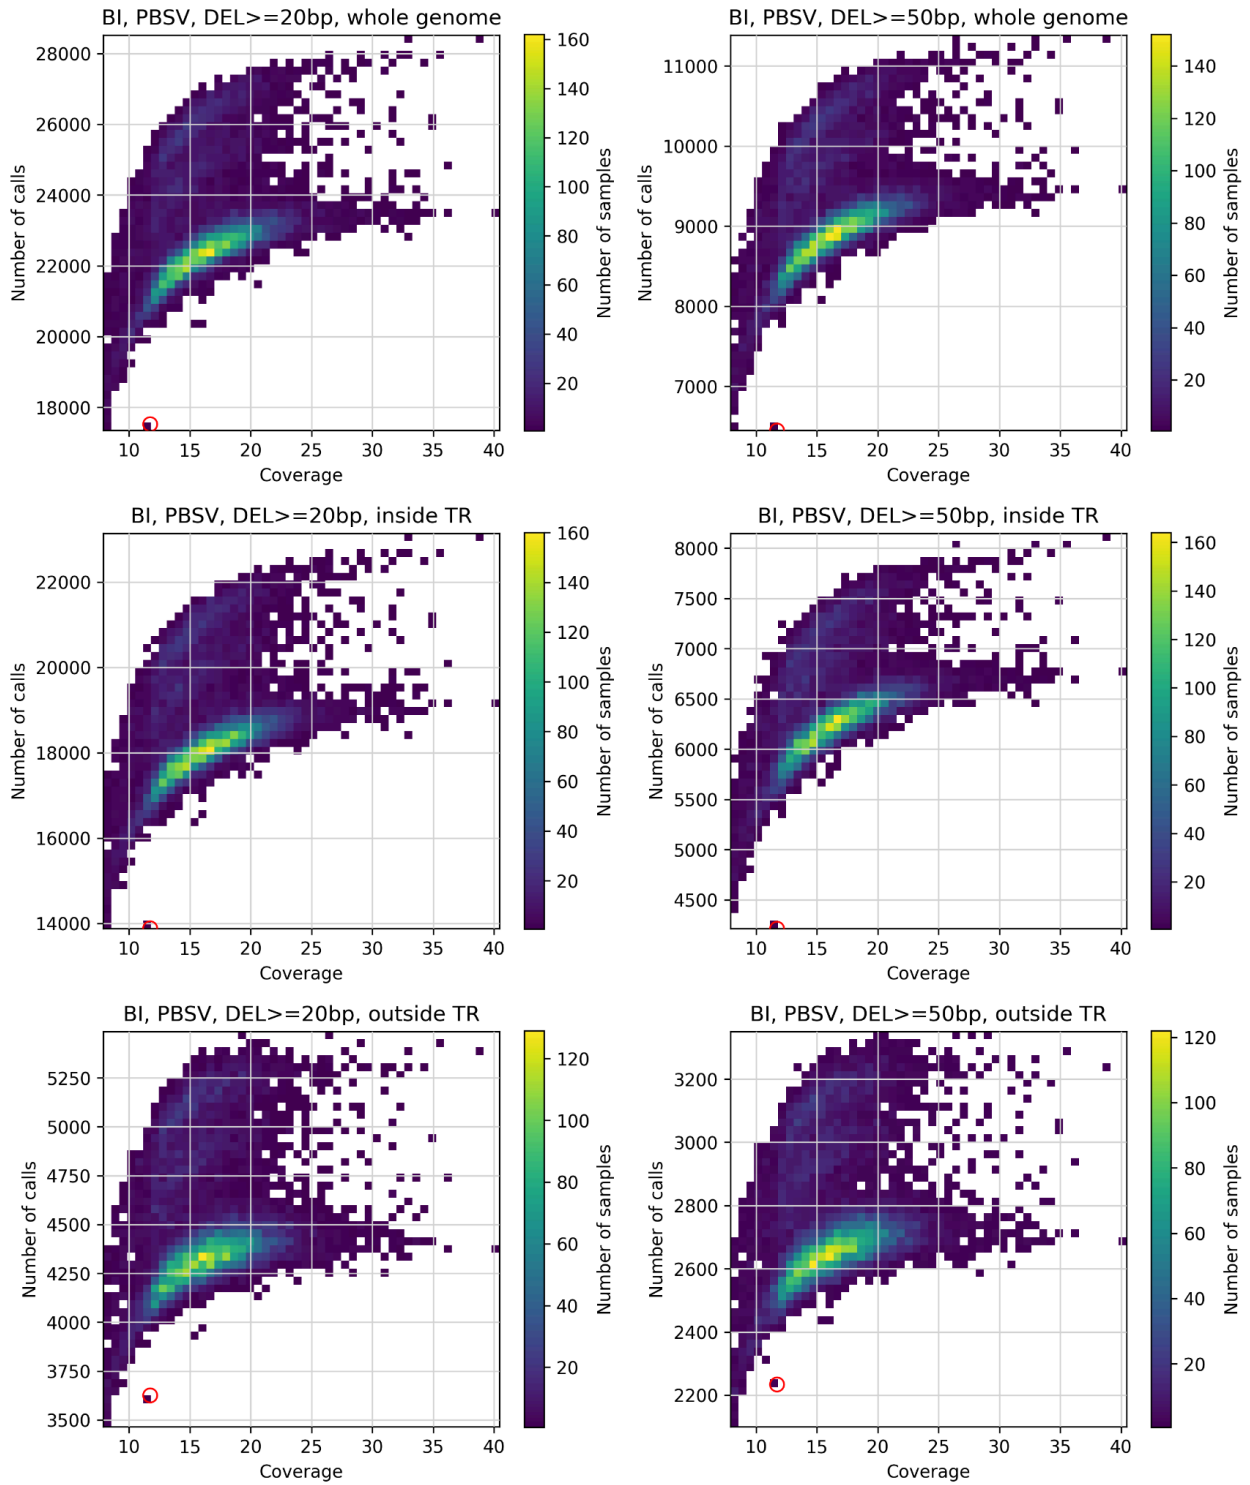 BI, PBSV, DEL>=20bp, whole genome
28000
26000
24000
22000
20000
18000
Number of calls
10 15 20 25 30 35 40
Coverage
160
140
120
100
80
60
40
20
Number of samples
BI, PBSV, DEL>=50bp, whole genome
11000
10000
9000
8000
7000
Number of calls
10 15 20 25 30 35 40
Coverage
140
120
100
80
60
40
20
Number of samples
BI, PBSV, DEL>=20bp, inside TR
22000
20000
18000
16000
14000
Number of calls
10 15 20 25 30 35 40
Coverage
160
140
120
100
80
60
40
20
Number of samples
BI, PBSV, DEL>=50bp, inside TR
8000
7500
7000
6500
6000
5500
5000
4500
Number of calls
10 15 20 25 30 35 40
Coverage
160
140
120
100
80
60
40
20
Number of samples
BI, PBSV, DEL>=20bp, outside TR
5250
5000
4750
4500
4250
4000
3750
3500
Number of calls
10 15 20 25 30 35 40
Coverage
120
100
80
60
40
20
Number of samples
BI, PBSV, DEL>=50bp, outside TR
3200
3000
2800
2600
2400
2200
Number of calls
10 15 20 25 30 35 40
Coverage
120
100
80
60
40
20
Number of samples